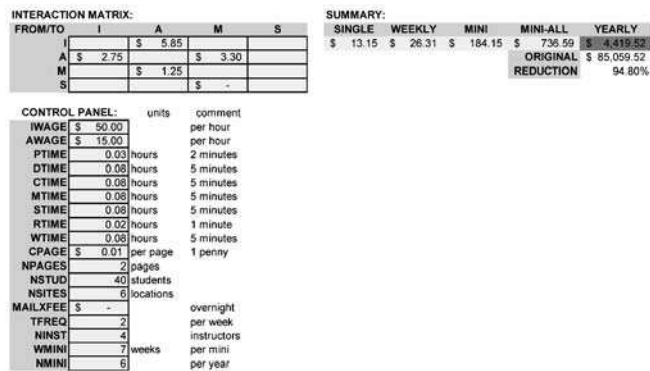 INTERACTION MATRIX:
FROM/TO I A M S
I $ 5.85
A $ 2.75 $ 3.30
M $ 1.25
S $ -
SUMMARY:
SINGLE WEEKLY MINI MINI-ALL YEARLY
$ 13.15 $ 26.31 $ 184.15 $ 736.59 $ 4,419.52
ORIGINAL $ 85,059.52
REDUCTION 94.80%
CONTROL PANEL: units comment
IWAGE $ 50.00 per hour
AWAGE $ 15.00 per hour
PTIME 0.03 hours 2 minutes
DTIME 0.08 hours 5 minutes
CTIME 0.08 hours 5 minutes
MTIME 0.08 hours 5 minutes
STIME 0.08 hours 5 minutes
RTIME 0.02 hours 1 minute
WTIME 0.08 hours 5 minutes
CPAGE $ 0.01 per page 1 penny
NPAGES 2 pages
NSTUD 40 students
NSITES 6 locations
MAILXFEE $ - overnight
TFREQ 2 per week
NINST 4 instructors
WMINI 7 weeks per mini
NMINI 6 per year